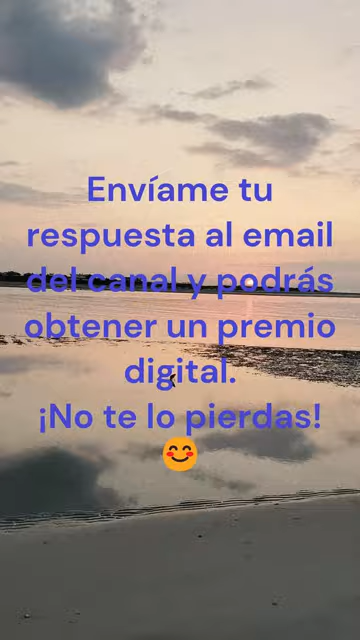 Envíame tu
respuesta al email
del canal y podrás
obtener un premio
digital.
¡No te lo pierdas!
😊